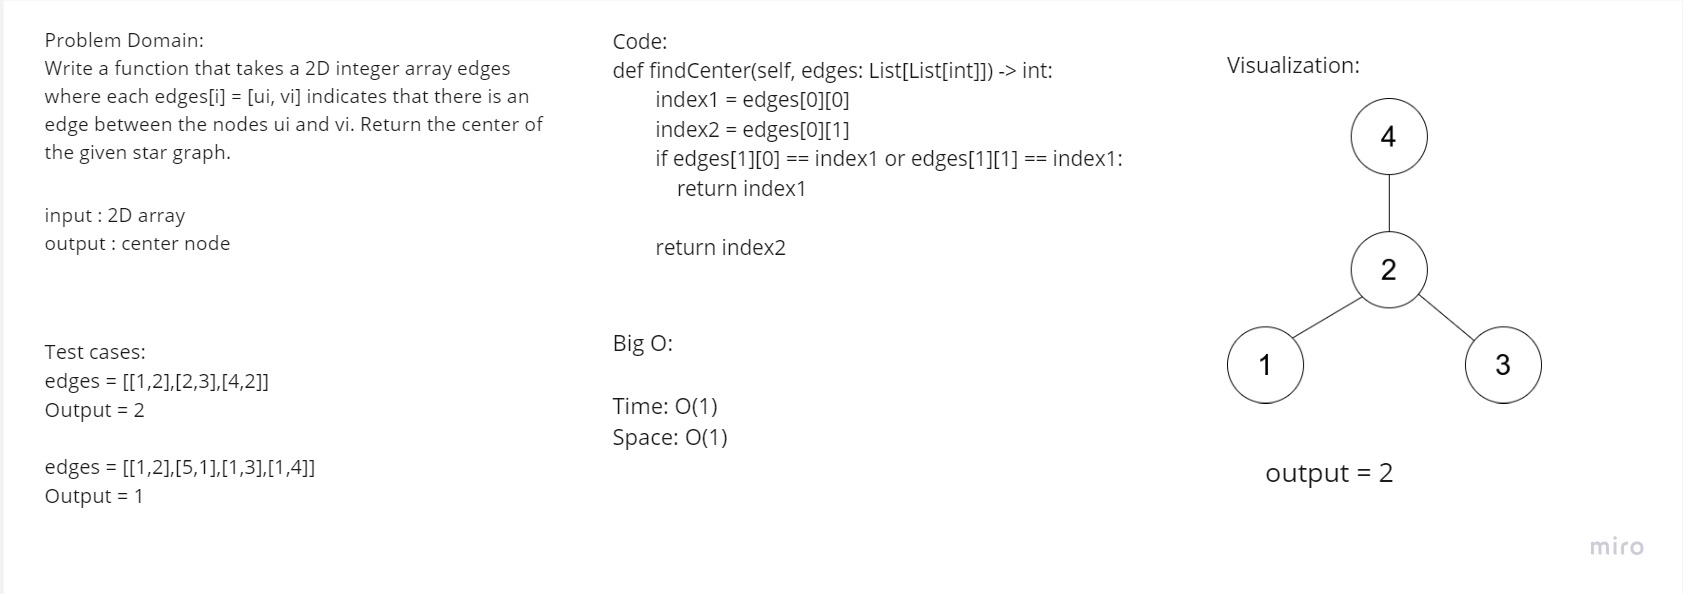 Problem Domain:
Write a function that takes a 2D integer array edges
where each edges[i] = [ui, vi] indicates that there is an
edge between the nodes ui and vi. Return the center of
the given star graph.
input : 2D array
output : center node
Test cases:
edges = [[1,2],[2,3],[4,2]]
Output = 2
edges = [[1,2],[5,1],[1,3],[1,4]]
Output = 1
Code:
def findCenter(self, edges: List[List[int]]) -> int:
index1 = edges[0][0]
index2 = edges[0][1]
if edges[1][0] == index1 or edges[1][1] == index1:
return index1
return index2
Big O:
Time: O(1)
Space: O(1)
Visualization:
4
2
1
3
output = 2
miro